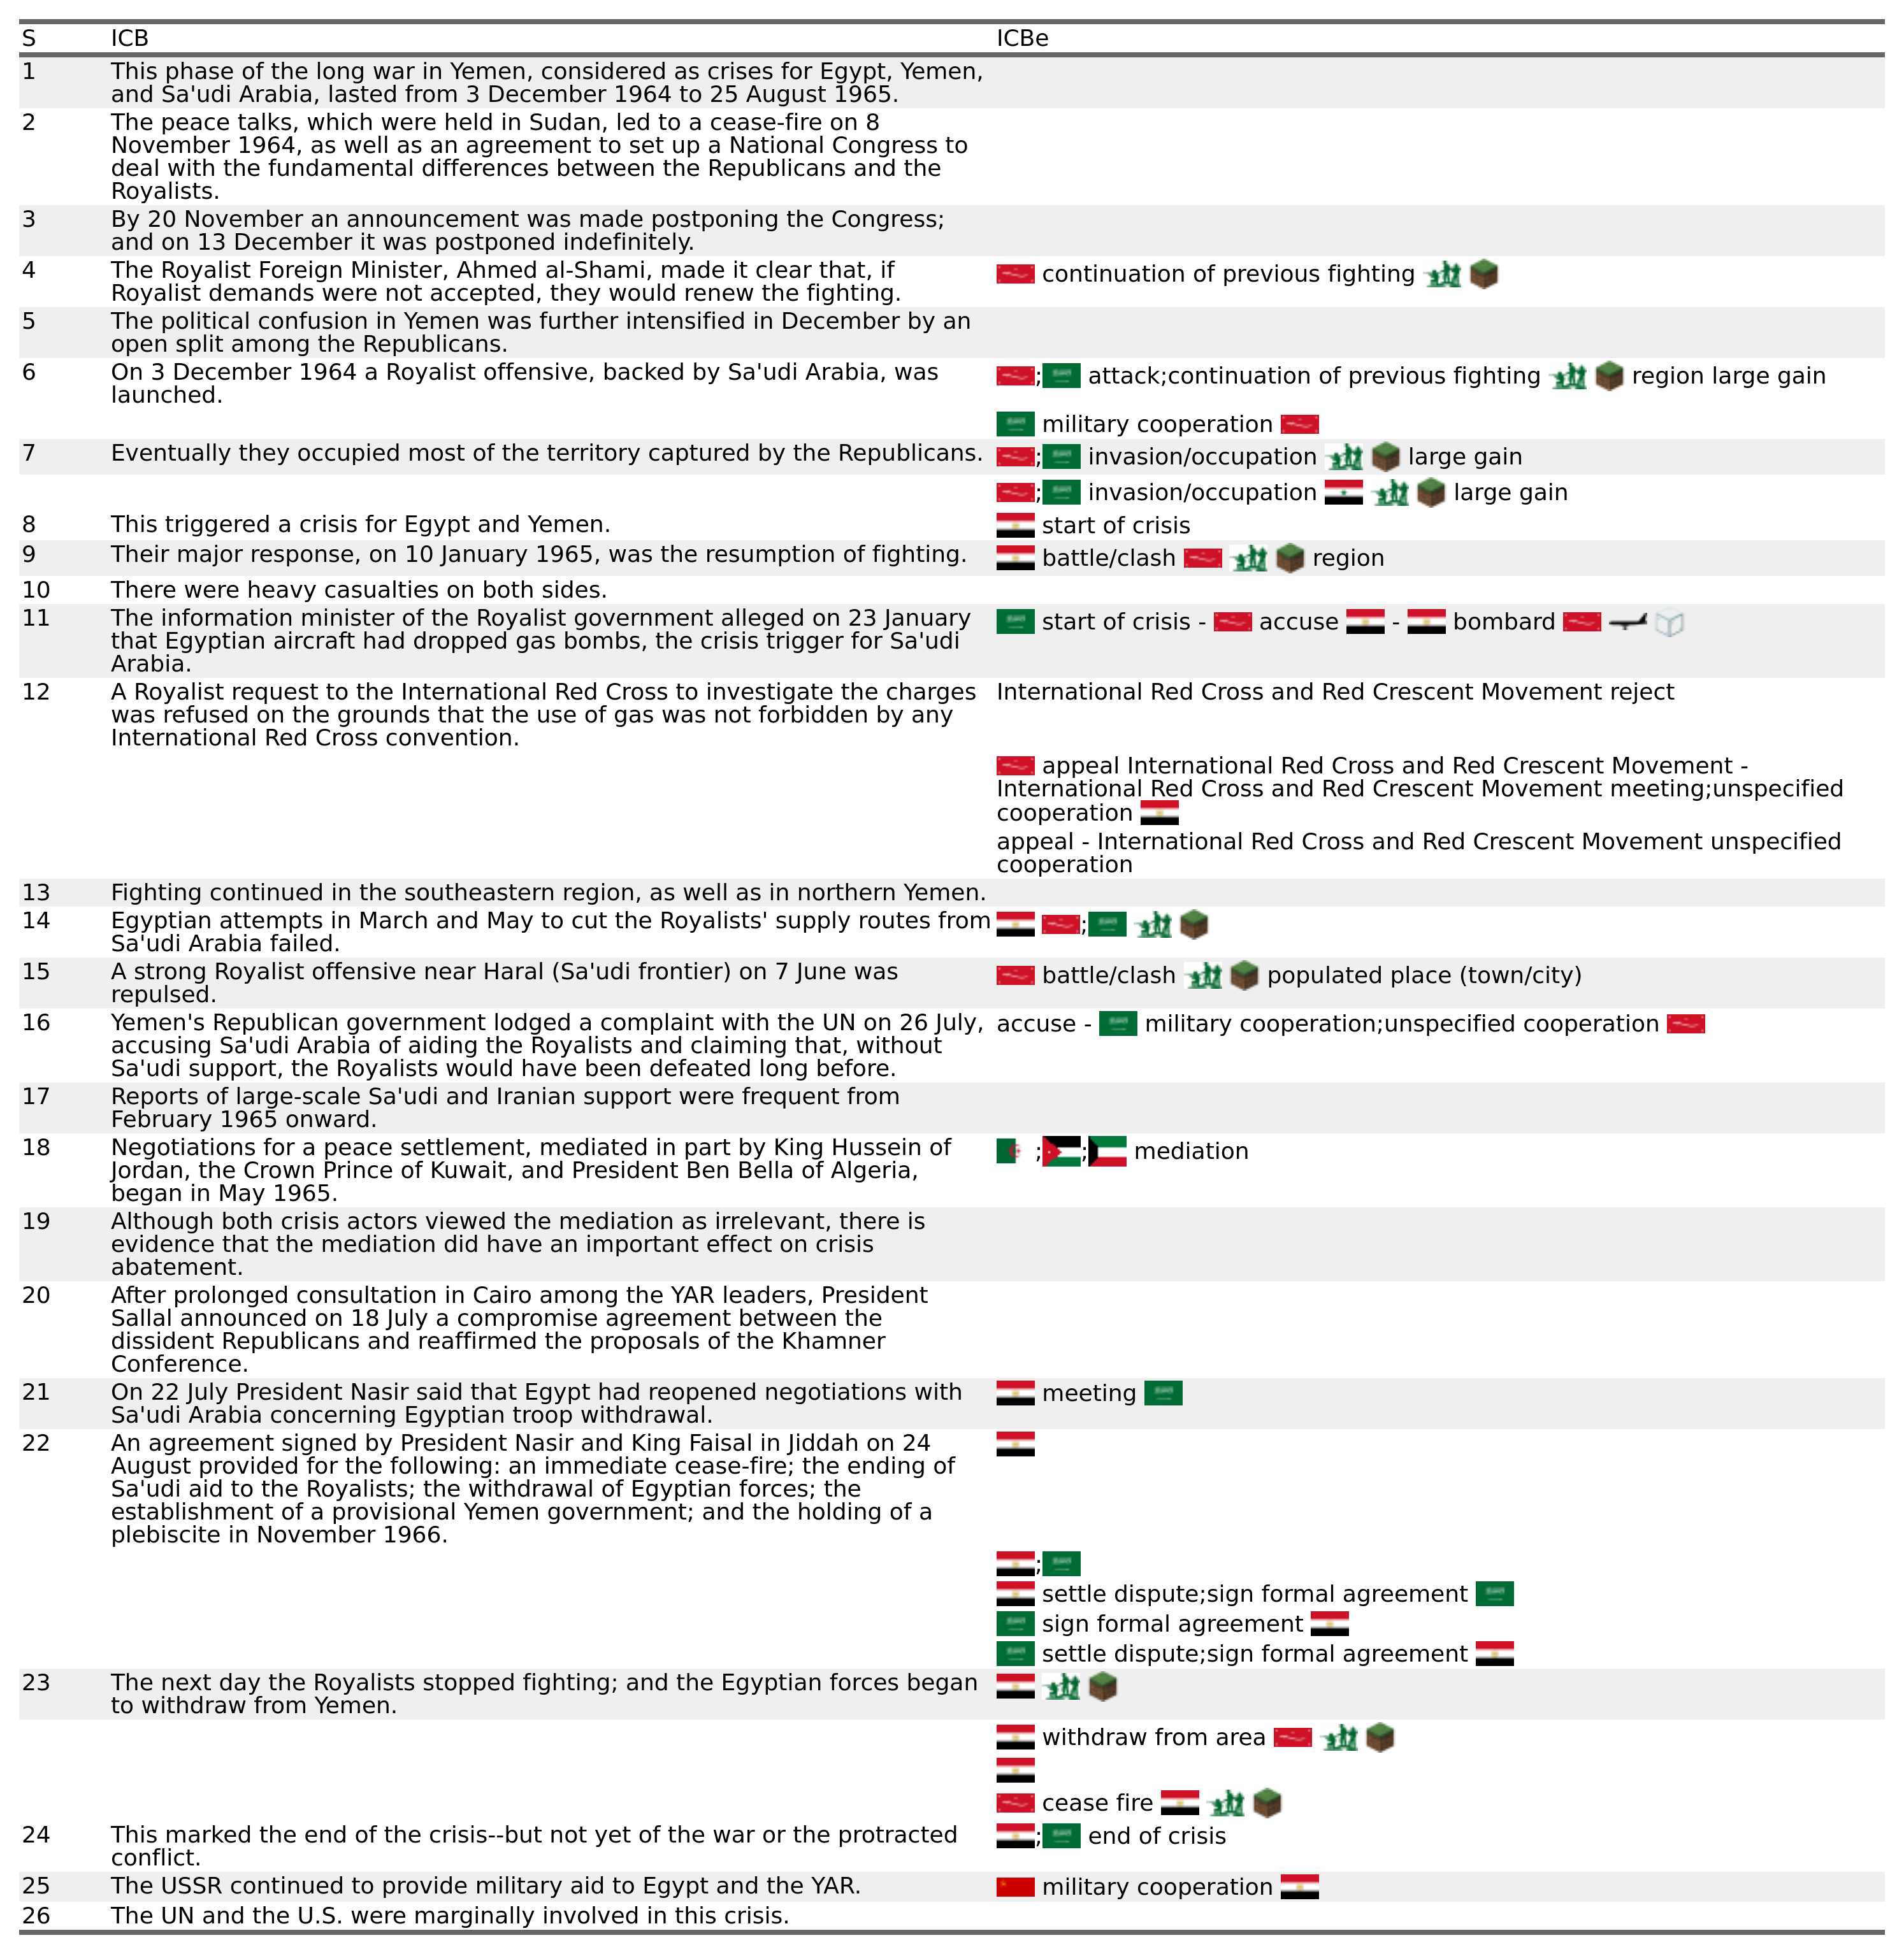 S ICB ICBe
1 This phase of the long war in Yemen, considered as crises for Egypt, Yemen,
and Sa'udi Arabia, lasted from 3 December 1964 to 25 August 1965.
2 The peace talks, which were held in Sudan, led to a cease-fire on 8
November 1964, as well as an agreement to set up a National Congress to
deal with the fundamental differences between the Republicans and the
Royalists.
3 By 20 November an announcement was made postponing the Congress;
and on 13 December it was postponed indefinitely.
4 The Royalist Foreign Minister, Ahmed al-Shami, made it clear that, if
Royalist demands were not accepted, they would renew the fighting.
continuation of previous fighting
5 The political confusion in Yemen was further intensified in December by an
open split among the Republicans.
6 On 3 December 1964 a Royalist offensive, backed by Sa'udi Arabia, was
launched.
; attack;continuation of previous fighting region large gain
military cooperation
7 Eventually they occupied most of the territory captured by the Republicans.
; invasion/occupation large gain
; invasion/occupation large gain
8 This triggered a crisis for Egypt and Yemen.
start of crisis
9 Their major response, on 10 January 1965, was the resumption of fighting.
battle/clash region
10 There were heavy casualties on both sides.
11 The information minister of the Royalist government alleged on 23 January
that Egyptian aircraft had dropped gas bombs, the crisis trigger for Sa'udi
Arabia.
start of crisis - accuse - bombard
12 A Royalist request to the International Red Cross to investigate the charges
was refused on the grounds that the use of gas was not forbidden by any
International Red Cross convention.
International Red Cross and Red Crescent Movement reject
appeal International Red Cross and Red Crescent Movement -
International Red Cross and Red Crescent Movement meeting;unspecified
cooperation
appeal - International Red Cross and Red Crescent Movement unspecified
cooperation
13 Fighting continued in the southeastern region, as well as in northern Yemen.
14 Egyptian attempts in March and May to cut the Royalists' supply routes from
Sa'udi Arabia failed.
;
15 A strong Royalist offensive near Haral (Sa'udi frontier) on 7 June was
repulsed.
battle/clash populated place (town/city)
16 Yemen's Republican government lodged a complaint with the UN on 26 July,
accusing Sa'udi Arabia of aiding the Royalists and claiming that, without
Sa'udi support, the Royalists would have been defeated long before.
accuse - military cooperation;unspecified cooperation
17 Reports of large-scale Sa'udi and Iranian support were frequent from
February 1965 onward.
18 Negotiations for a peace settlement, mediated in part by King Hussein of
Jordan, the Crown Prince of Kuwait, and President Ben Bella of Algeria,
began in May 1965.
; ; mediation
19 Although both crisis actors viewed the mediation as irrelevant, there is
evidence that the mediation did have an important effect on crisis
abatement.
20 After prolonged consultation in Cairo among the YAR leaders, President
Sallal announced on 18 July a compromise agreement between the
dissident Republicans and reaffirmed the proposals of the Khamner
Conference.
21 On 22 July President Nasir said that Egypt had reopened negotiations with
Sa'udi Arabia concerning Egyptian troop withdrawal.
meeting
22 An agreement signed by President Nasir and King Faisal in Jiddah on 24
August provided for the following: an immediate cease-fire; the ending of
Sa'udi aid to the Royalists; the withdrawal of Egyptian forces; the
establishment of a provisional Yemen government; and the holding of a
plebiscite in November 1966.
;
settle dispute;sign formal agreement
sign formal agreement
settle dispute;sign formal agreement
23 The next day the Royalists stopped fighting; and the Egyptian forces began
to withdraw from Yemen.
withdraw from area
cease fire
24 This marked the end of the crisis--but not yet of the war or the protracted
conflict.
; end of crisis
25 The USSR continued to provide military aid to Egypt and the YAR.
military cooperation
26 The UN and the U.S. were marginally involved in this crisis.